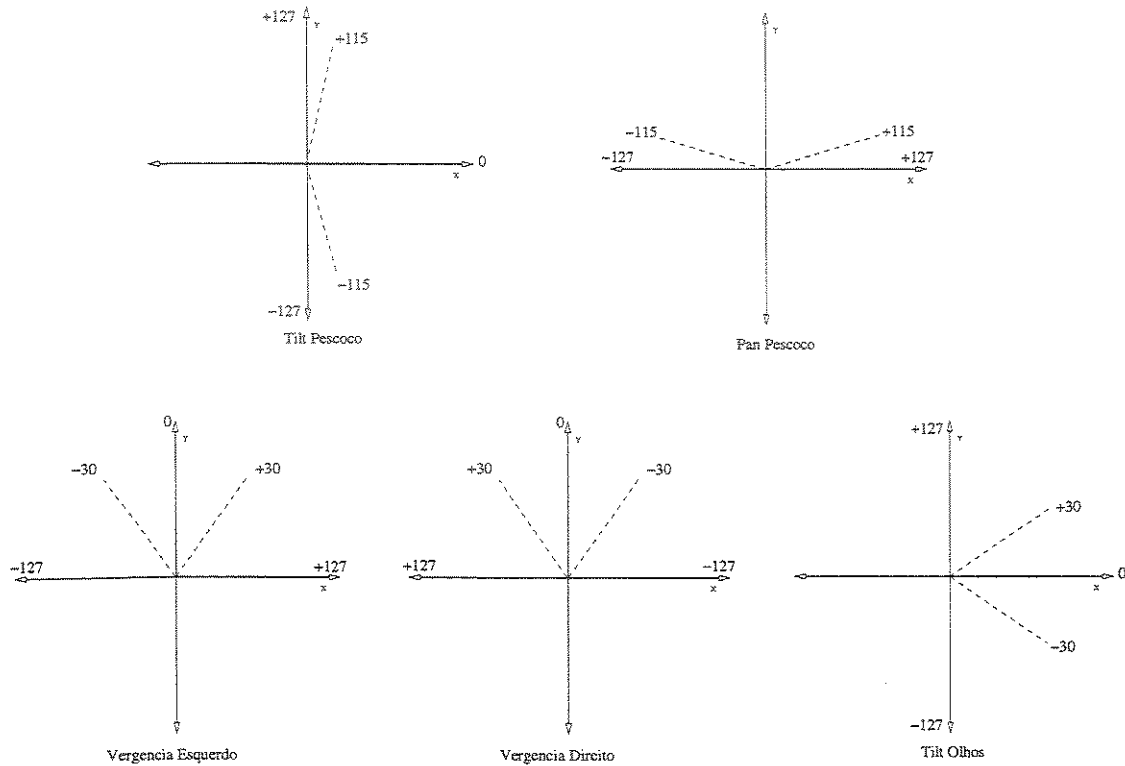 +127
Y
+115
0
X
−115
−127
Tilt Pescoco
Y
−115
+115
−127
+127
X
Pan Pescoco
0
Y
−30
+30
−127
+127
X
Vergencia Esquerdo
0
Y
+30
−30
+127
−127
X
Vergencia Direito
+127
Y
+30
0
X
−30
−127
Tilt Olhos